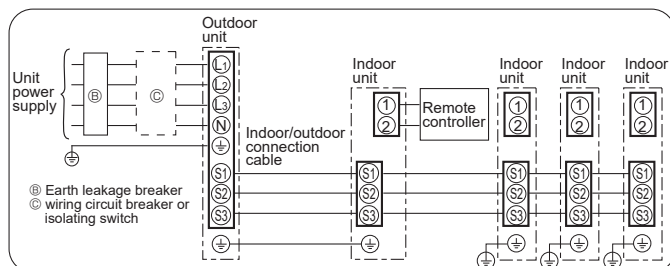 Unit
power
supply
Ⓑ
Ⓒ
Outdoor
unit
L1
L2
L3
N
S1
S2
S3
Indoor/outdoor
connection
cable
Indoor
unit
1
2
S1
S2
S3
Remote
controller
Indoor
unit
1
2
S1
S2
S3
Indoor
unit
1
2
S1
S2
S3
Indoor
unit
1
2
S1
S2
S3
Ⓑ Earth leakage breaker
Ⓒ wiring circuit breaker or
isolating switch